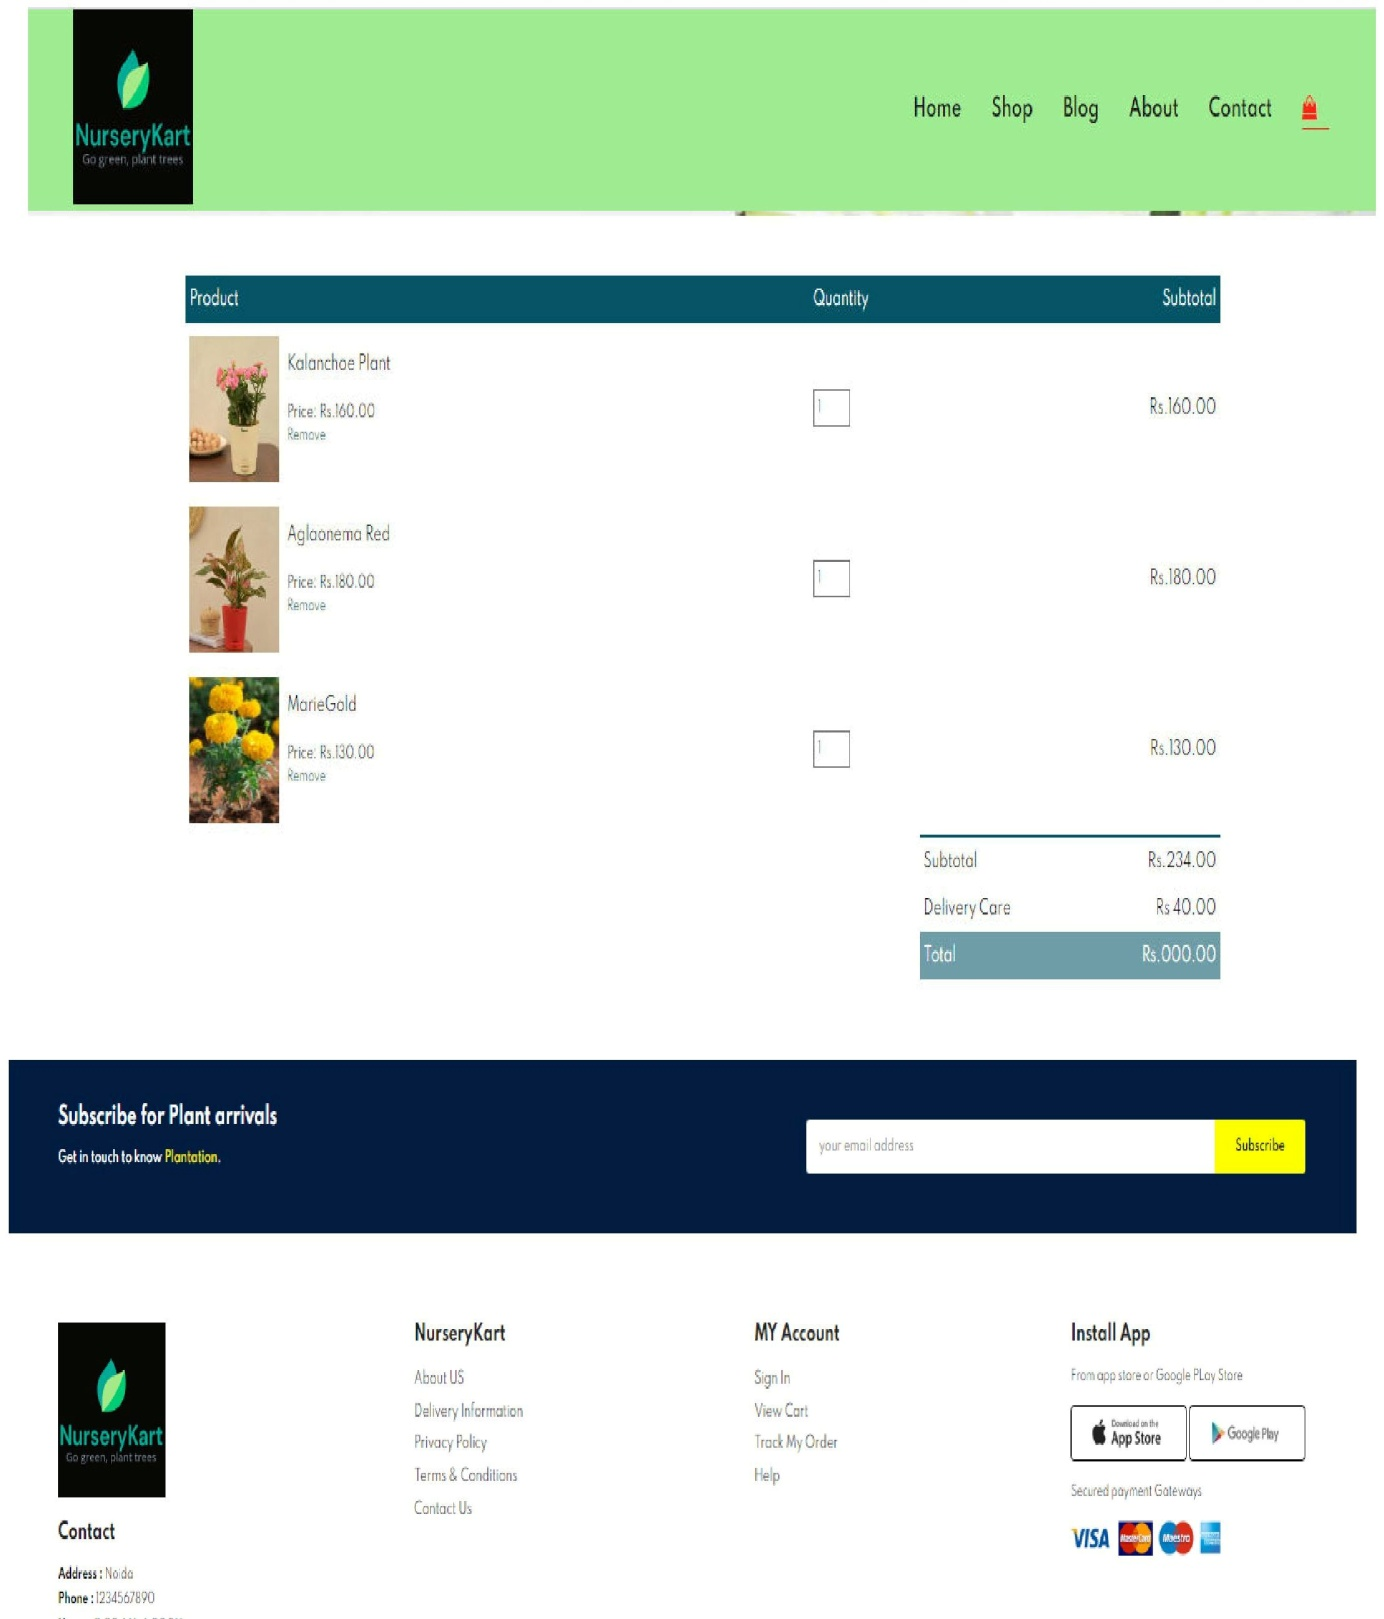 NurseryKart
Go green, plant trees
Home Shop Blog About Contact
Product Quantity Subtotal
Kalanchoe Plant
Price: Rs.160.00
Remove
1
Rs.160.00
Aglaonema Red
Price: Rs.180.00
Remove
1
Rs.180.00
MarieGold
Price: Rs.130.00
Remove
1
Rs.130.00
Subtotal Rs.234.00
Delivery Care Rs 40.00
Total Rs.000.00
Subscribe for Plant arrivals
Get in touch to know Plantation.
your email address Subscribe
NurseryKart
Go green, plant trees
Contact
Address : Noida
Phone : 1234567890
NurseryKart
About US
Delivery Information
Privacy Policy
Terms & Conditions
Contact Us
MY Account
Sign In
View Cart
Track My Order
Help
Install App
From app store or Google PLay Store
Download on the
App Store
Google Play
Secured payment Gateways
VISA MasterCard Maestro